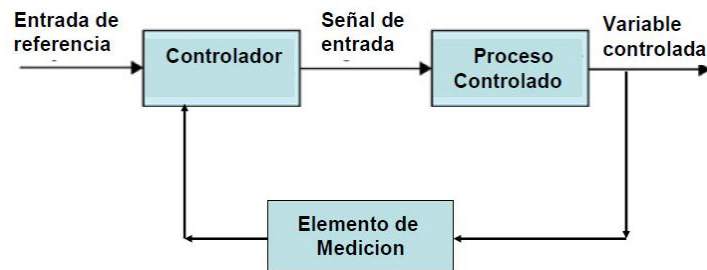 Entrada de
referencia
Controlador
Señal de
entrada
Proceso
Controlado
Variable
controlada
Elemento de
Medicion